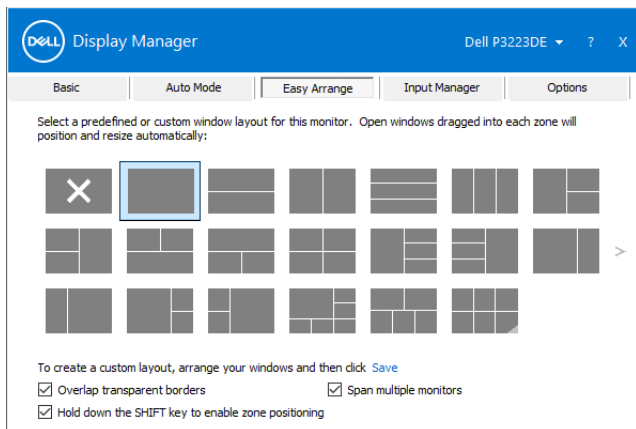 DELL Display Manager Dell P3223DE ? X
Basic Auto Mode Easy Arrange Input Manager Options
Select a predefined or custom window layout for this monitor. Open windows dragged into each zone will
position and resize automatically:
>
To create a custom layout, arrange your windows and then click Save
Overlap transparent borders Span multiple monitors
Hold down the SHIFT key to enable zone positioning